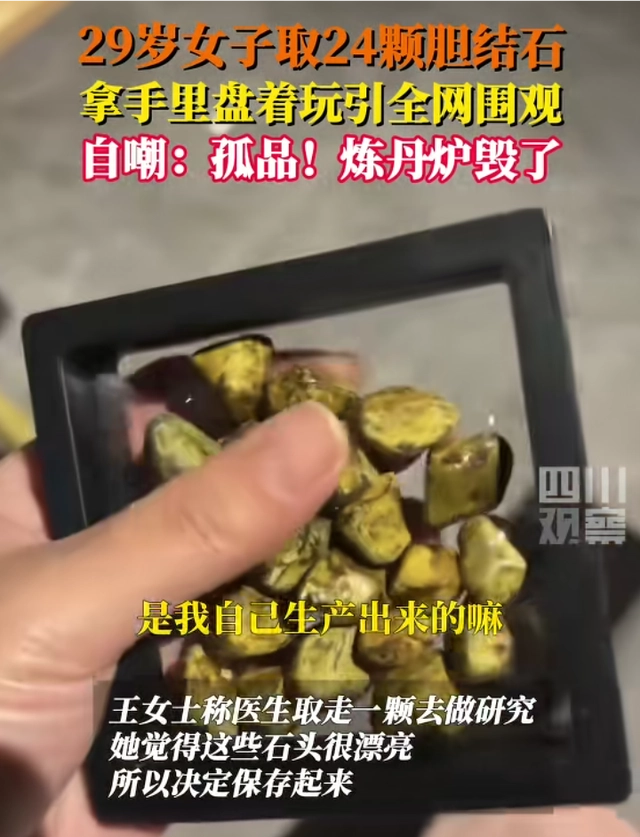 29岁女子取24颗胆结石
拿手里盘着玩引全网围观
自嘲：孤品！炼丹炉毁了
四川
观察
是我自己生产出来的嘛
王女士称医生取走一颗去做研究
她觉得这些石头很漂亮
所以决定保存起来